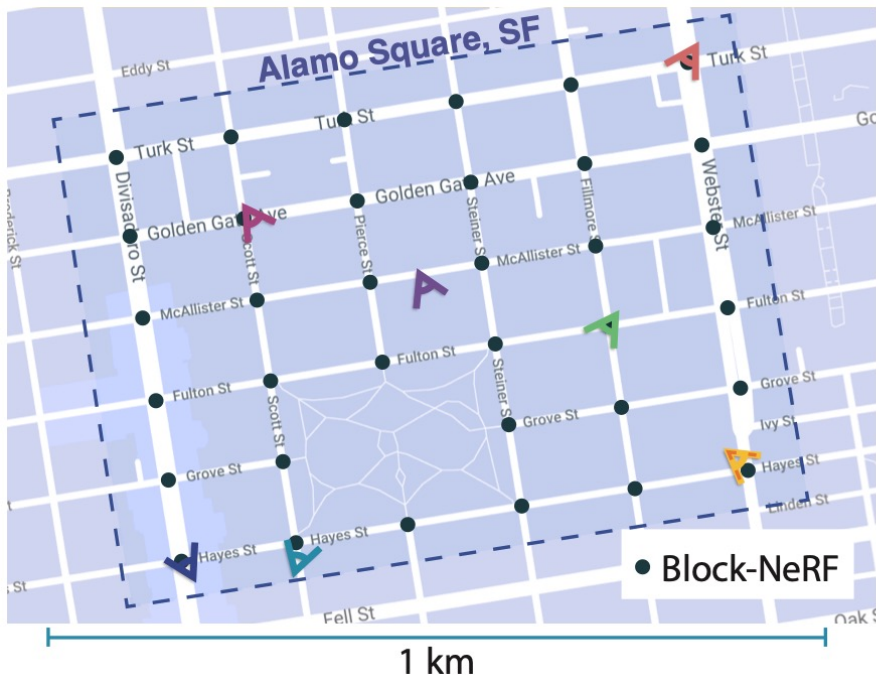 Eddy St
Alamo Square, SF
Turk St
Turk St
Turk St
Divisadero St
Golden Gate Ave
Golden Gate Ave
Go
Broderick St
Scott St
Pierce St
Steiner S
Fillmore S
Webster St
McAllister St
McAllister St
McAllister St
Fulton St
Fulton St
Fulton St
Scott St
Steiner S
Grove St
Grove St
Grove St
Ivy St
Hayes St
Hayes St
Hayes St
Linden St
St
Fell St
Oak S
Block-NeRF
1 km